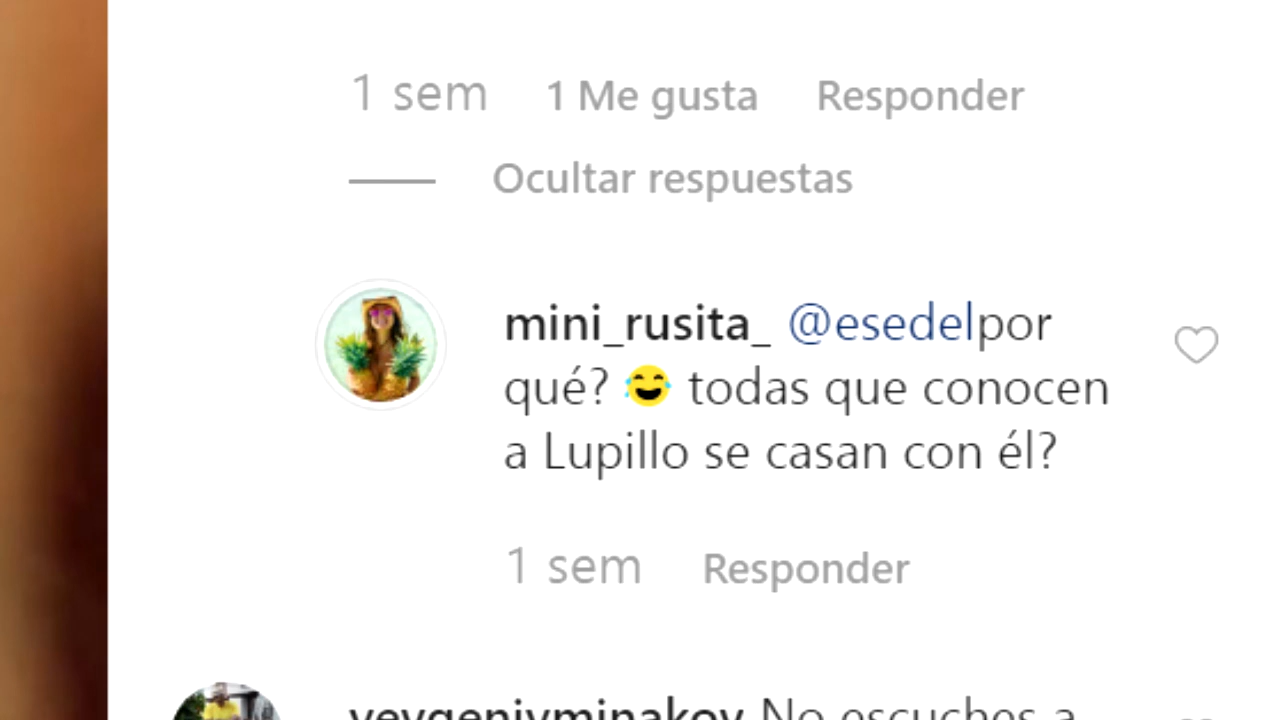 1 sem 1 Me gusta Responder
Ocultar respuestas
mini_rusita_ @esedelpor
qué? 😂 todas que conocen
a Lupillo se casan con él?
1 sem Responder
yevgeniyminakov No escuches a